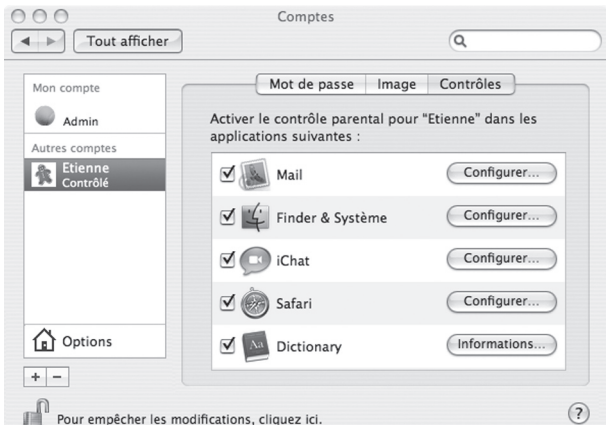 Comptes
Tout afficher
Mon compte
Admin
Autres comptes
Etienne
Contrôlé
Options
+ −
Mot de passe Image Contrôles
Activer le contrôle parental pour "Etienne" dans les
applications suivantes :
Mail Configurer...
Finder & Système Configurer...
iChat Configurer...
Safari Configurer...
Aa Dictionary Informations...
Pour empêcher les modifications, cliquez ici.
?